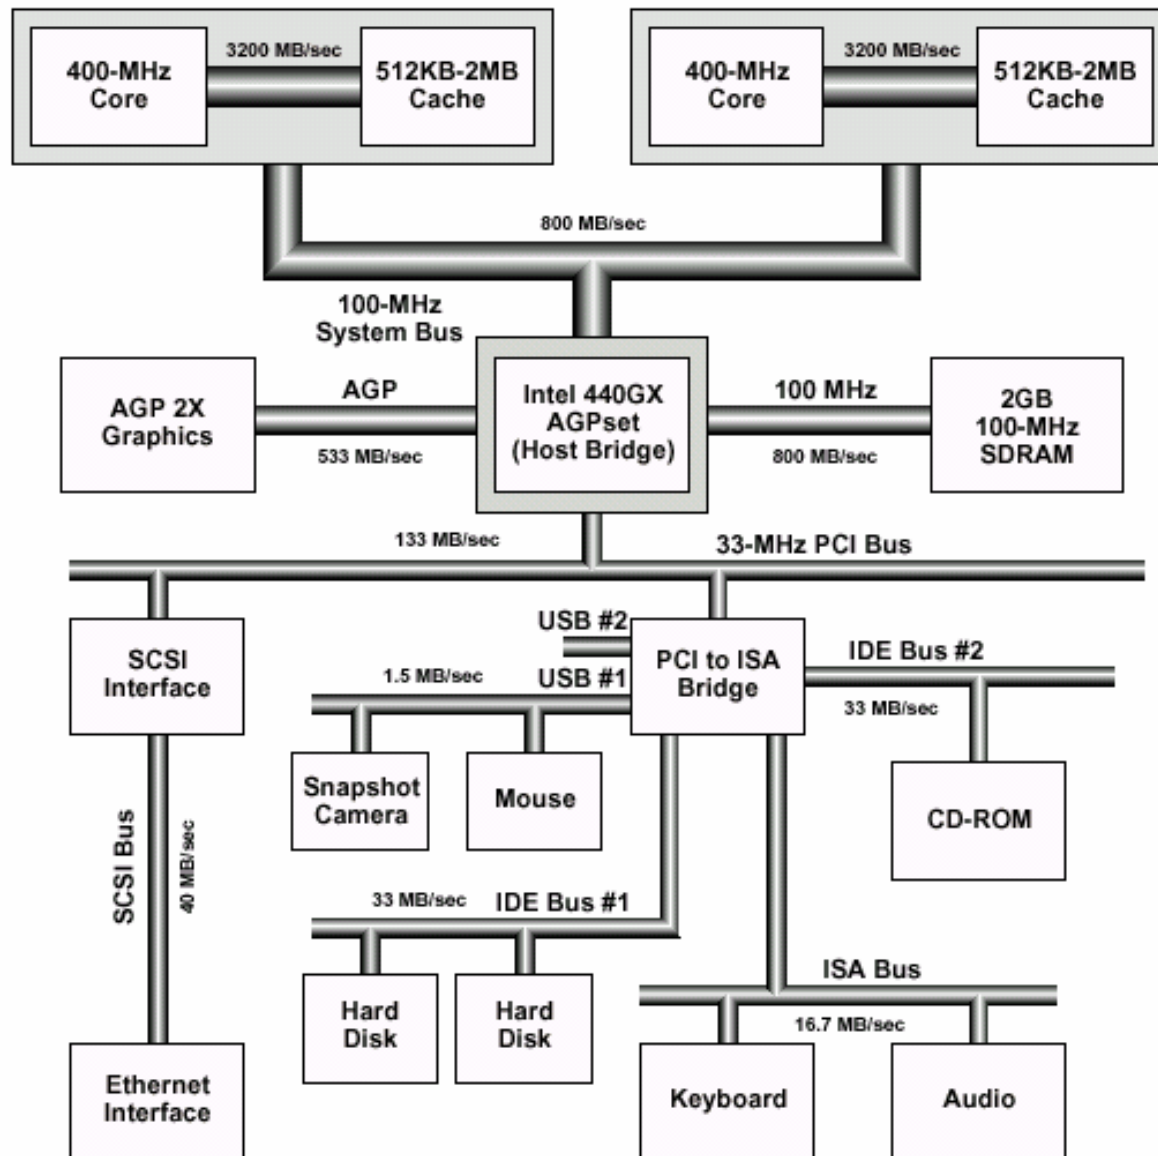 3200 MB/sec
400-MHz
Core
512KB-2MB
Cache
3200 MB/sec
400-MHz
Core
512KB-2MB
Cache
800 MB/sec
100-MHz
System Bus
AGP 2X
Graphics
AGP
533 MB/sec
Intel 440GX
AGPset
(Host Bridge)
100 MHz
800 MB/sec
2GB
100-MHz
SDRAM
133 MB/sec
33-MHz PCI Bus
SCSI
Interface
USB #2
1.5 MB/sec
USB #1
PCI to ISA
Bridge
IDE Bus #2
33 MB/sec
Snapshot
Camera
Mouse
CD-ROM
SCSI Bus
40 MB/sec
33 MB/sec
IDE Bus #1
Hard
Disk
Hard
Disk
ISA Bus
16.7 MB/sec
Ethernet
Interface
Keyboard
Audio